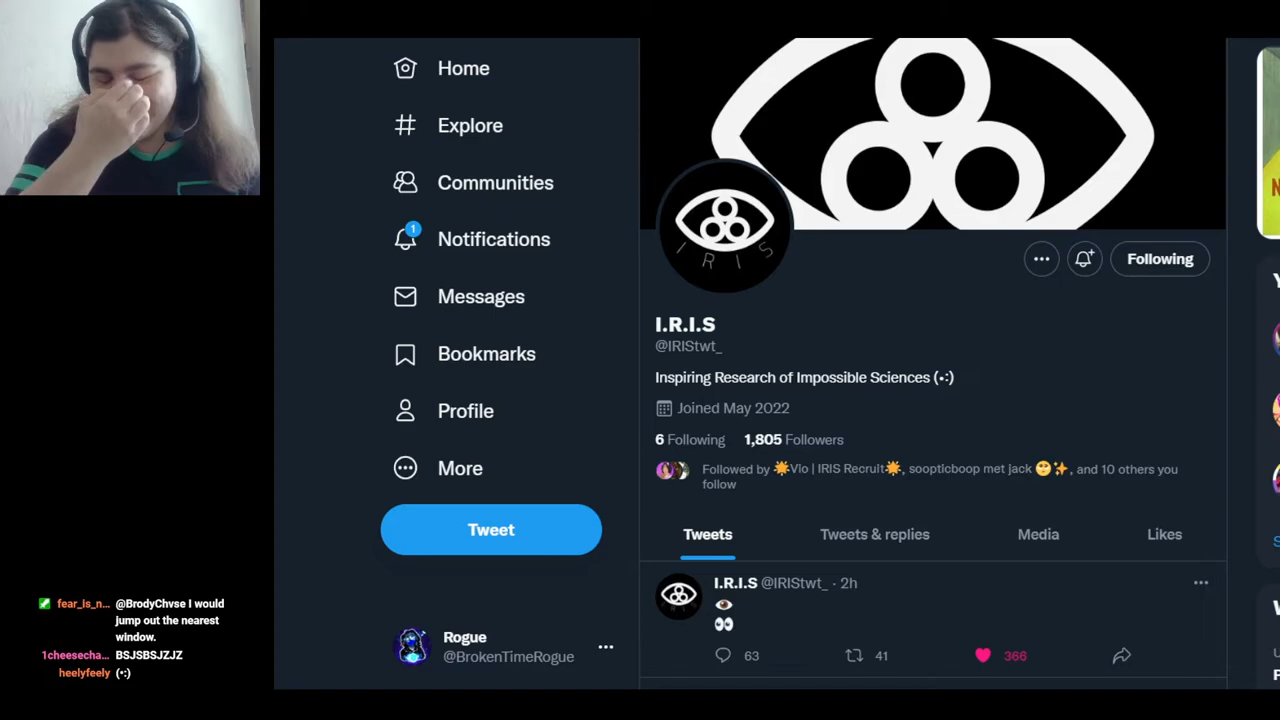 Home
Explore
Communities
1
Notifications
Messages
Bookmarks
Profile
More
Tweet
Rogue
@BrokenTimeRogue
IRIS
Following
I.R.I.S
@IRIStwt_
Inspiring Research of Impossible Sciences (•:)
Joined May 2022
6 Following 1,805 Followers
Followed by 🌟Vio | IRIS Recruit🌟, soopticboop met jack 🙄✨, and 10 others you
follow
Tweets Tweets & replies Media Likes
I.R.I.S @IRIStwt_ · 2h
👁️
👀
63 41 366
fear_is_n... @BrodyChvse I would
jump out the nearest
window.
1cheesecha... BSJSBSJZJZ
heelyfeely (•:)